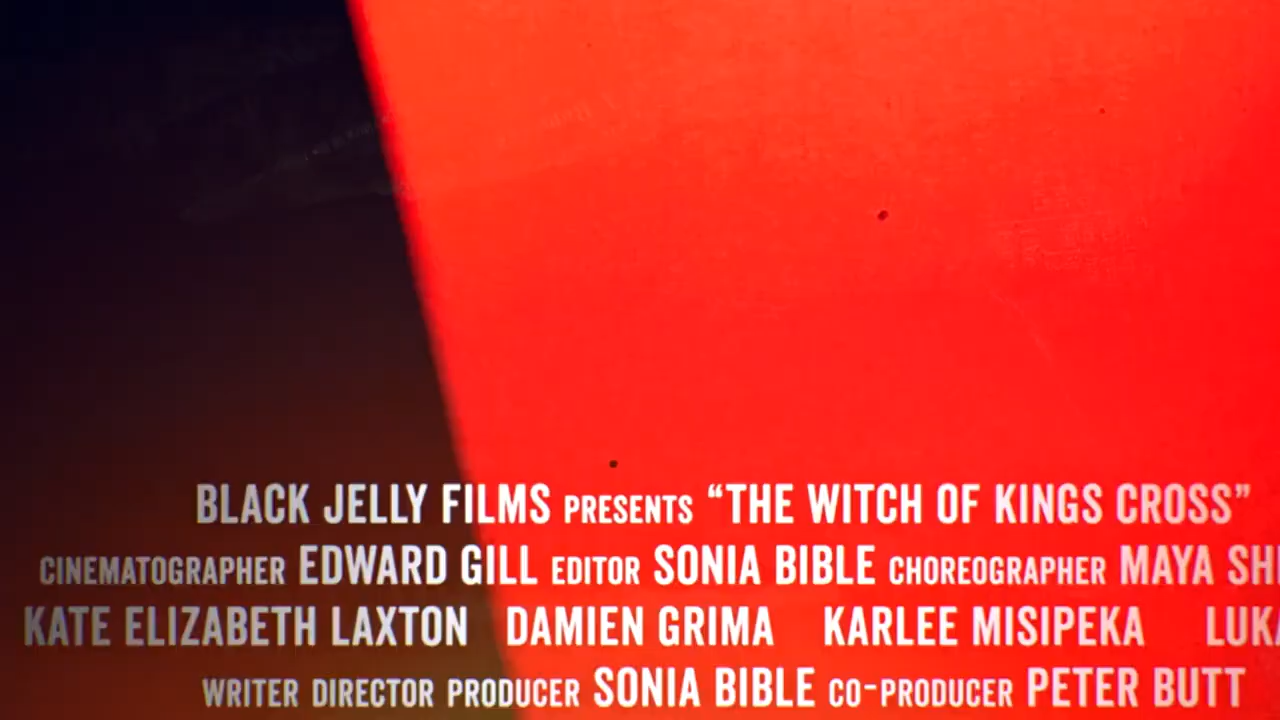 BLACK JELLY FILMS PRESENTS “THE WITCH OF KINGS CROSS”
CINEMATOGRAPHER EDWARD GILL EDITOR SONIA BIBLE CHOREOGRAPHER MAYA
KATE ELIZABETH LAXTON DAMIEN GRIMA KARLEE MISIPEKA
WRITER DIRECTOR PRODUCER SONIA BIBLE CO-PRODUCER PETER BUTT